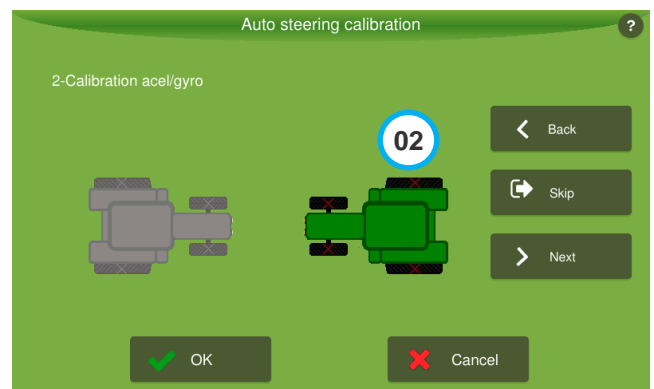 Auto steering calibration
?
2-Calibration acel/gyro
02
Back
Skip
Next
OK
Cancel